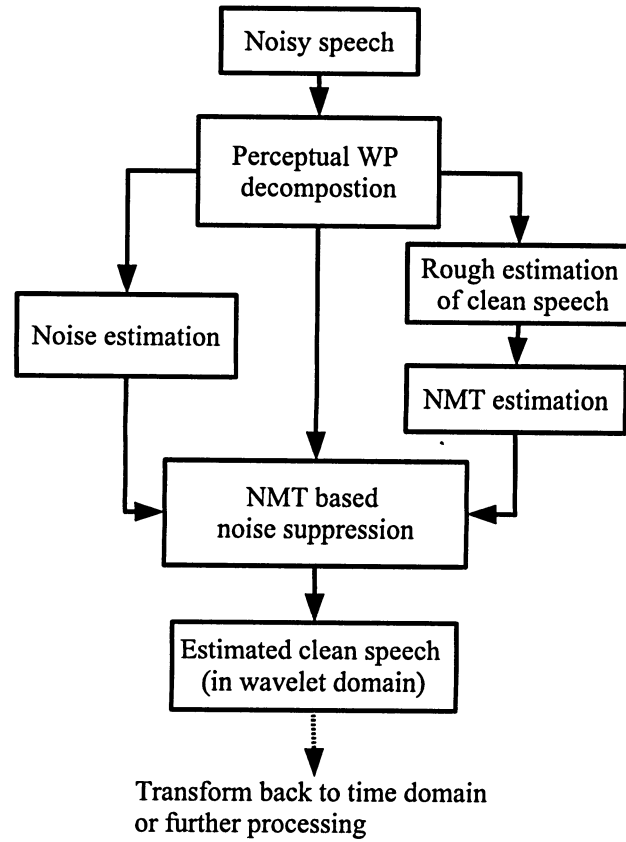 Noisy speech
Perceptual WP
decompostion
Rough estimation
of clean speech
Noise estimation
NMT estimation
NMT based
noise suppression
Estimated clean speech
(in wavelet domain)
Transform back to time domain
or further processing